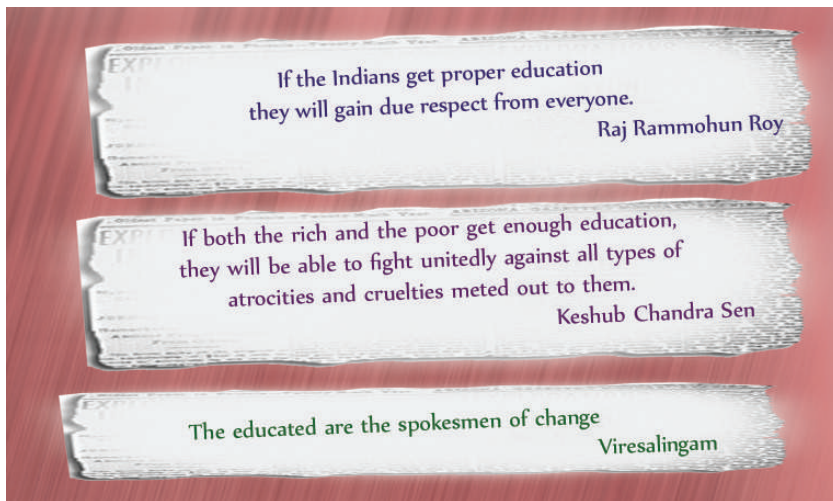 If the Indians get proper education
they will gain due respect from everyone.
Raj Rammohun Roy
If both the rich and the poor get enough education,
they will be able to fight unitedly against all types of
atrocities and cruelties meted out to them.
Keshub Chandra Sen
The educated are the spokesmen of change
Viresalingam